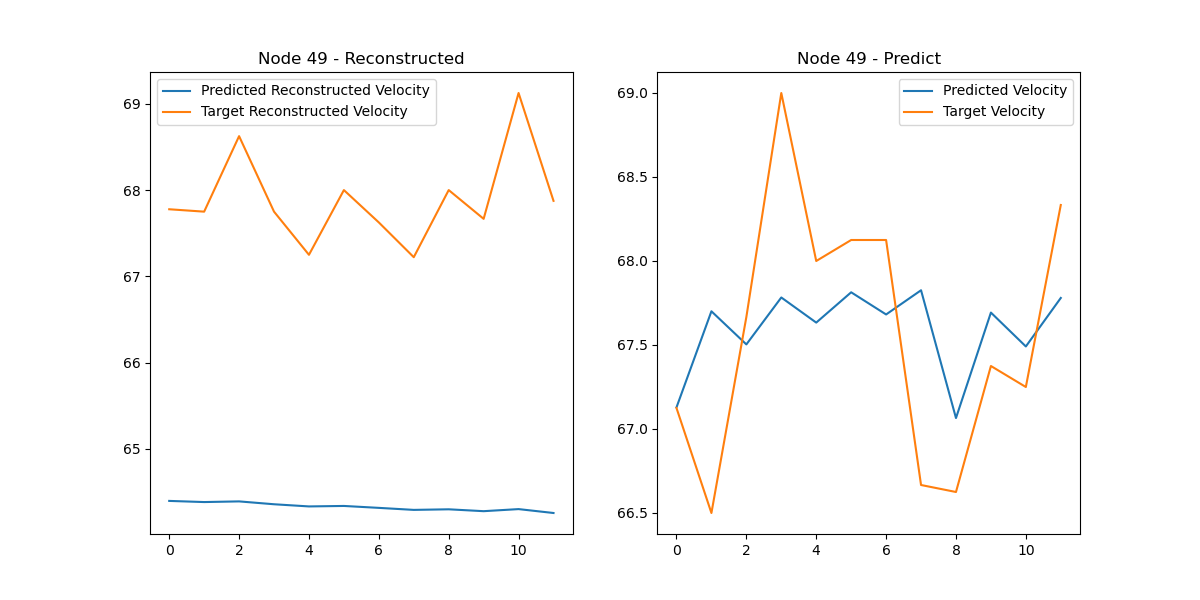 Node 49 - Reconstructed
Predicted Reconstructed Velocity
Target Reconstructed Velocity
69
68
67
66
65
0 2 4 6 8 10
Node 49 - Predict
Predicted Velocity
Target Velocity
69.0
68.5
68.0
67.5
67.0
66.5
0 2 4 6 8 10